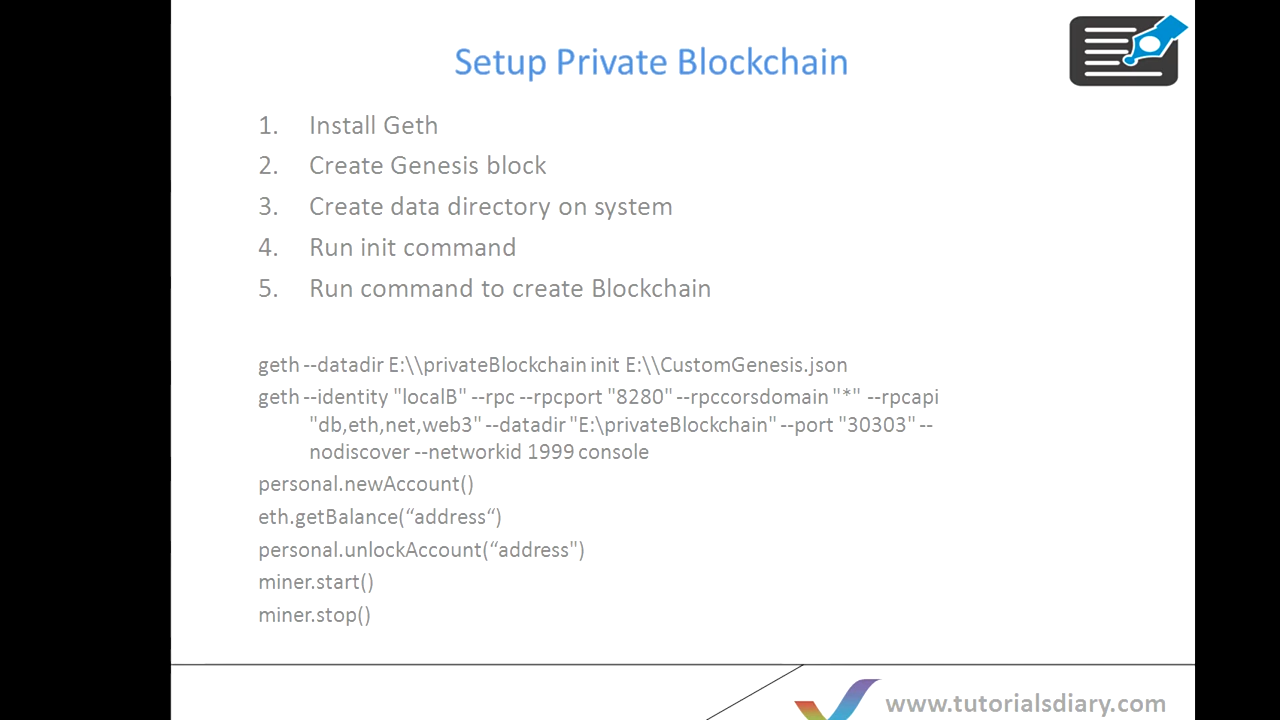 Setup Private Blockchain
1. Install Geth
2. Create Genesis block
3. Create data directory on system
4. Run init command
5. Run command to create Blockchain
geth --datadir E:\\privateBlockchain init E:\\CustomGenesis.json
geth --identity "localB" --rpc --rpcport "8280" --rpccorsdomain "*" --rpcapi
"db,eth,net,web3" --datadir "E:\privateBlockchain" --port "30303" --
nodiscover --networkid 1999 console
personal.newAccount()
eth.getBalance(“address“)
personal.unlockAccount(“address")
miner.start()
miner.stop()
www.tutorialsdiary.com